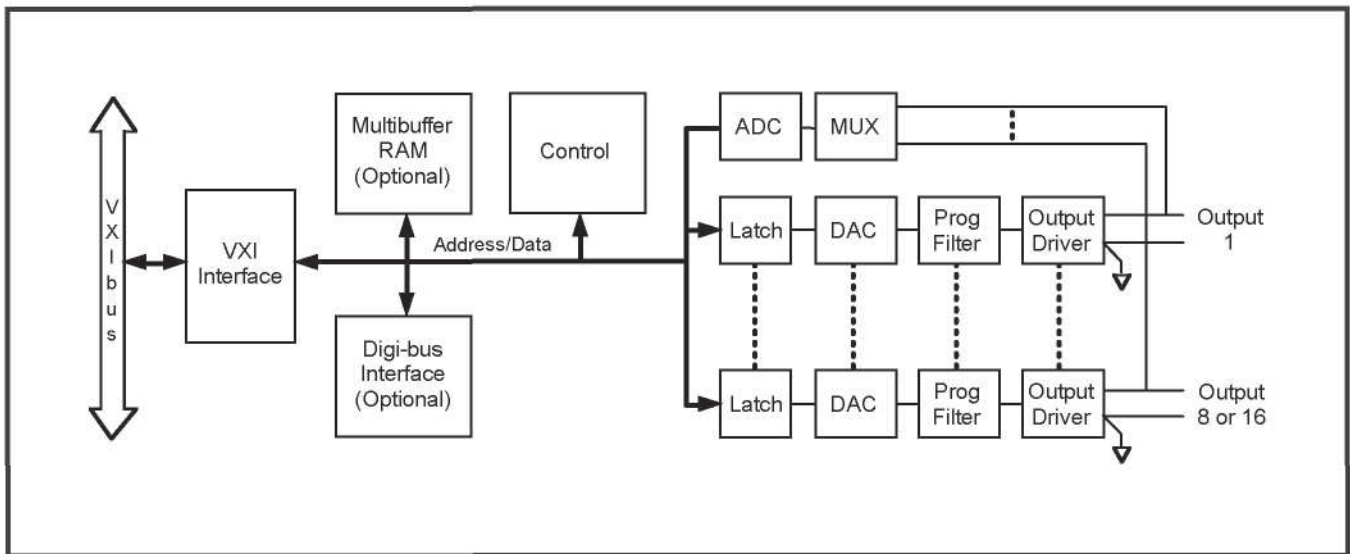 VXIbus
VXI
Interface
Multibuffer
RAM
(Optional)
Control
Address/Data
Digi-bus
Interface
(Optional)
ADC
MUX
Latch
DAC
Prog
Filter
Output
Driver
Output
1
Latch
DAC
Prog
Filter
Output
Driver
Output
8 or 16